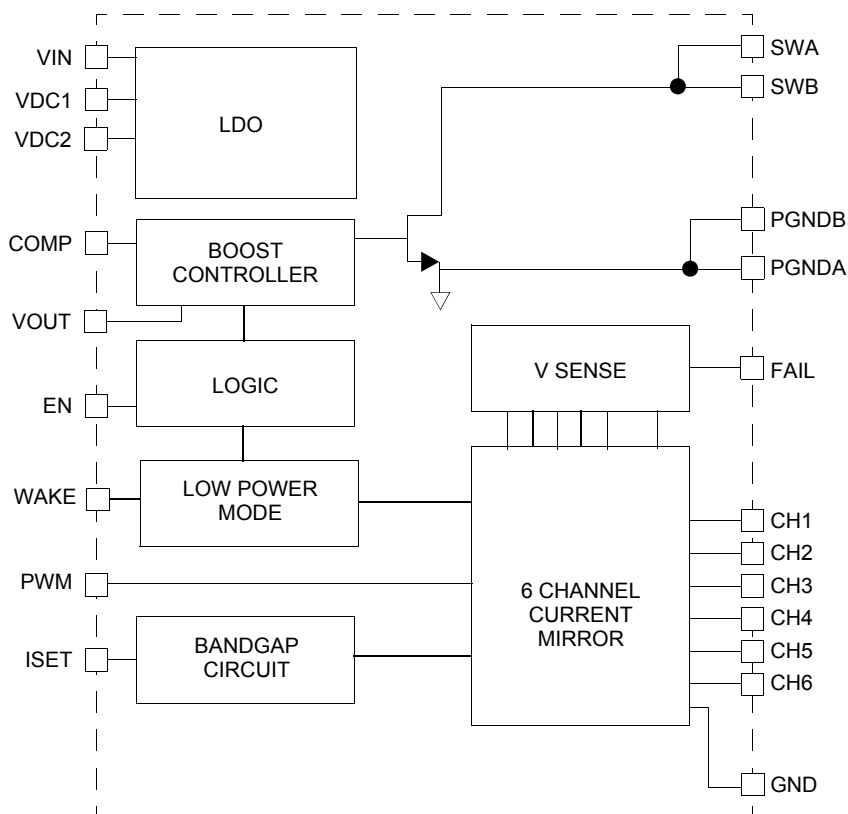 VIN
VDC1
VDC2
LDO
SWA
SWB
COMP
BOOST
CONTROLLER
PGNDB
PGNDA
VOUT
EN
LOGIC
V SENSE
FAIL
WAKE
LOW POWER
MODE
PWM
ISET
BANDGAP
CIRCUIT
6 CHANNEL
CURRENT
MIRROR
CH1
CH2
CH3
CH4
CH5
CH6
GND